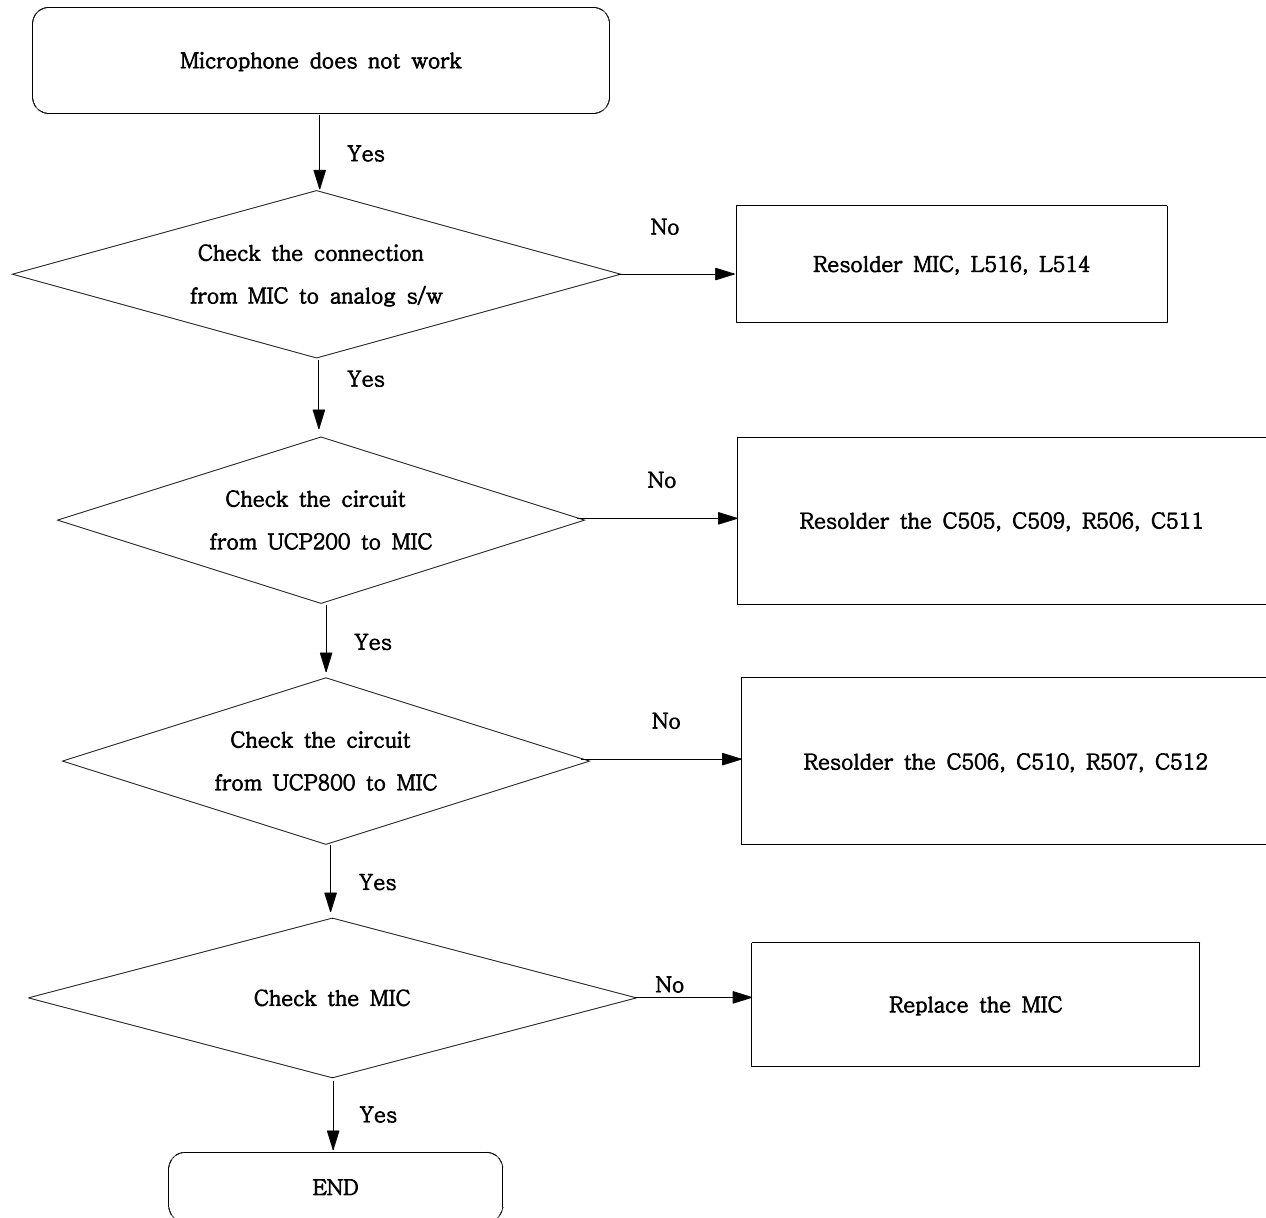 Microphone does not work
Yes
Check the connection
from MIC to analog s/w
No
Resolder MIC, L516, L514
Yes
Check the circuit
from UCP200 to MIC
No
Resolder the C505, C509, R506, C511
Yes
Check the circuit
from UCP800 to MIC
No
Resolder the C506, C510, R507, C512
Yes
Check the MIC
No
Replace the MIC
Yes
END